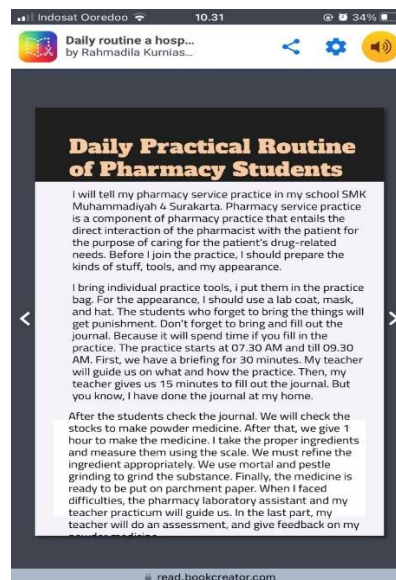 Indosat Ooredoo 10.31 34%
Daily routine a hosp...
by Rahmadila Kurnias...
Daily Practical Routine
of Pharmacy Students
I will tell my pharmacy service practice in my school SMK
Muhammadiyah 4 Surakarta. Pharmacy service practice
is a component of pharmacy practice that entails the
direct interaction of the pharmacist with the patient for
the purpose of caring for the patient's drug-related
needs. Before I join the practice, I should prepare the
kinds of stuff, tools, and my appearance.
I bring individual practice tools, i put them in the practice
bag. For the appearance, I should use a lab coat, mask,
and hat. The students who forget to bring the things will
get punishment. Don't forget to bring and fill out the
journal. Because it will spend time if you fill in the
practice. The practice starts at 07.30 AM and till 09.30
AM. First, we have a briefing for 30 minutes. My teacher
will guide us on what and how the practice. Then, my
teacher gives us 15 minutes to fill out the journal. But
you know, I have done the journal at my home.
After the students check the journal. We will check the
stocks to make powder medicine. After that, we give 1
hour to make the medicine. I take the proper ingredients
and measure them using the scale. We must refine the
ingredient appropriately. We use mortal and pestle
grinding to grind the substance. Finally, the medicine is
ready to be put on parchment paper. When I faced
difficulties, the pharmacy laboratory assistant and my
teacher practicum will guide us. In the last part, my
teacher will do an assessment, and give feedback on my
read.bookcreator.com